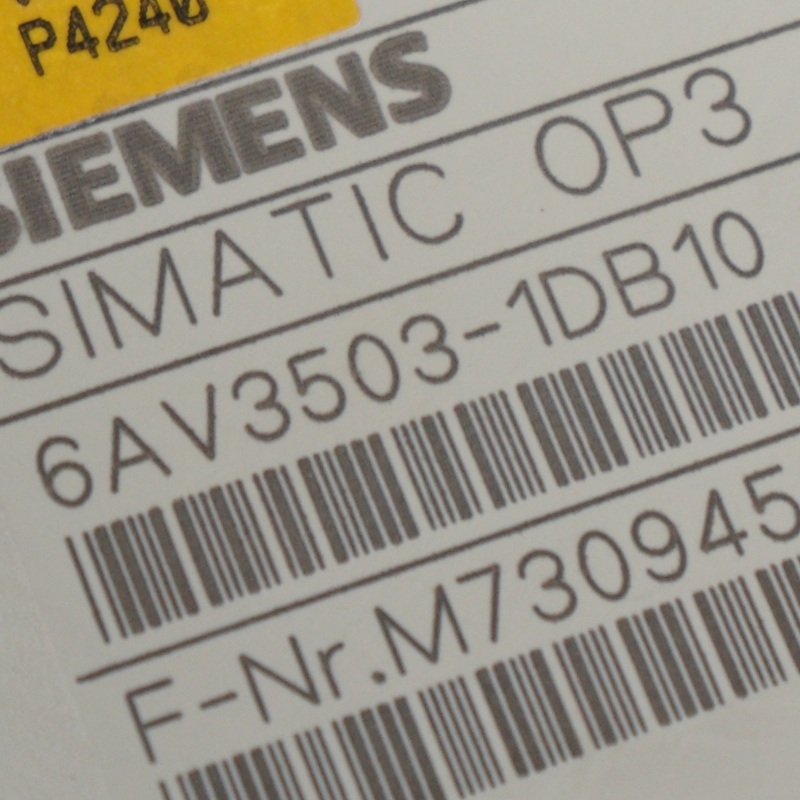 P4240
SIEMENS
SIMATIC OP3
6AV3503-1DB10
F-Nr.M730945